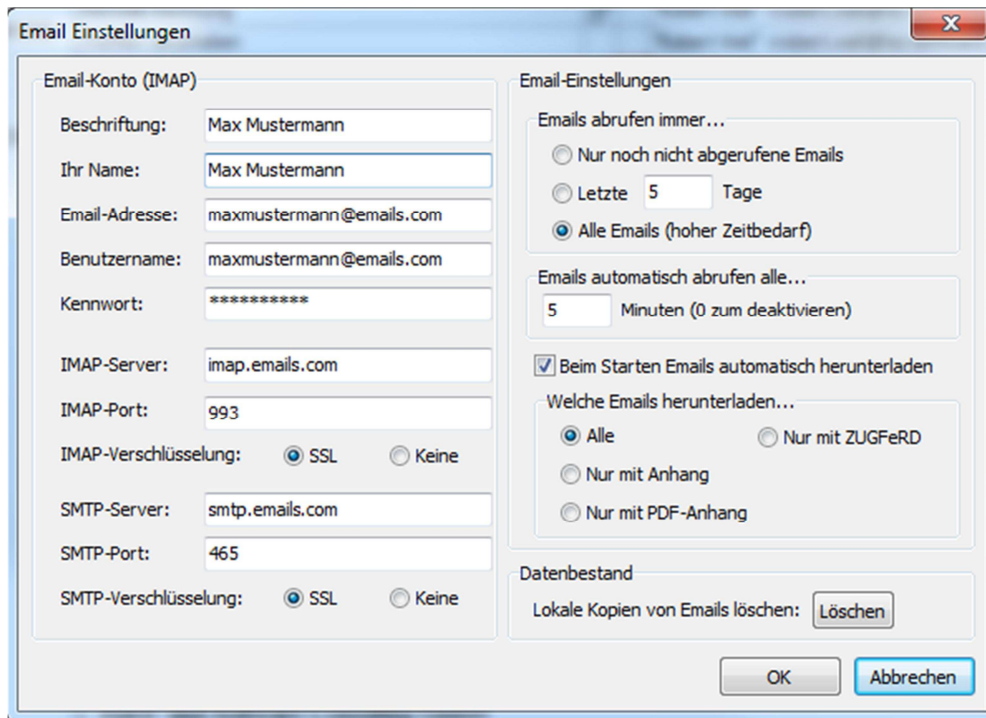 Email Einstellungen
Email-Konto (IMAP)
Beschriftung: Max Mustermann
Ihr Name: Max Mustermann
Email-Adresse: maxmustermann@emails.com
Benutzername: maxmustermann@emails.com
Kennwort: **********
IMAP-Server: imap.emails.com
IMAP-Port: 993
IMAP-Verschlüsselung: SSL Keine
SMTP-Server: smtp.emails.com
SMTP-Port: 465
SMTP-Verschlüsselung: SSL Keine
Email-Einstellungen
Emails abrufen immer...
Nur noch nicht abgerufene Emails
Letzte 5 Tage
Alle Emails (hoher Zeitbedarf)
Emails automatisch abrufen alle...
5 Minuten (0 zum deaktivieren)
Beim Starten Emails automatisch herunterladen
Welche Emails herunterladen...
Alle Nur mit ZUGFeRD
Nur mit Anhang
Nur mit PDF-Anhang
Datenbestand
Lokale Kopien von Emails löschen: Löschen
OK Abbrechen